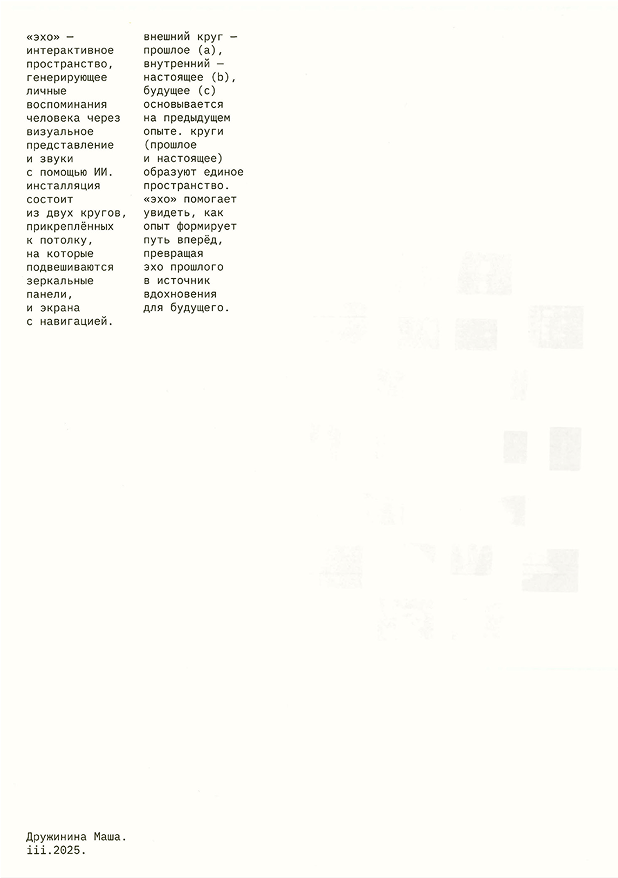 «эхо» —
интерактивное
пространство,
генерирующее
личные
воспоминания
человека через
визуальное
представление
и звуки
с помощью ИИ.
инсталляция
состоит
из двух кругов,
прикреплённых
к потолку,
на которые
подвешиваются
зеркальные
панели,
и экрана
с навигацией.
внешний круг —
прошлое (a),
внутренний —
настоящее (b),
будущее (c)
основывается
на предыдущем
опыте. круги
(прошлое
и настоящее)
образуют единое
пространство.
«эхо» помогает
увидеть, как
опыт формирует
путь вперёд,
превращая
эхо прошлого
в источник
вдохновения
для будущего.
Дружинина Маша.
iii.2025.